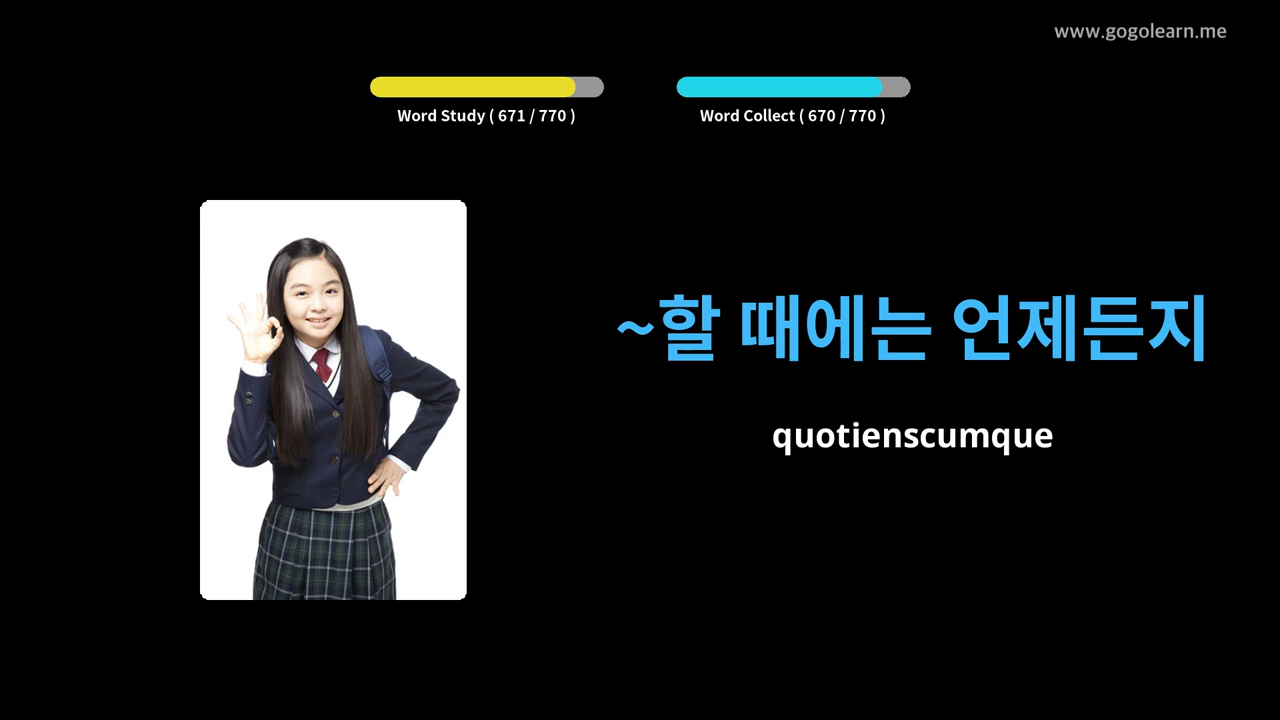 www.gogolearn.me
Word Study ( 671 / 770 )
Word Collect ( 670 / 770 )
~할 때에는 언제든지
quotienscumque